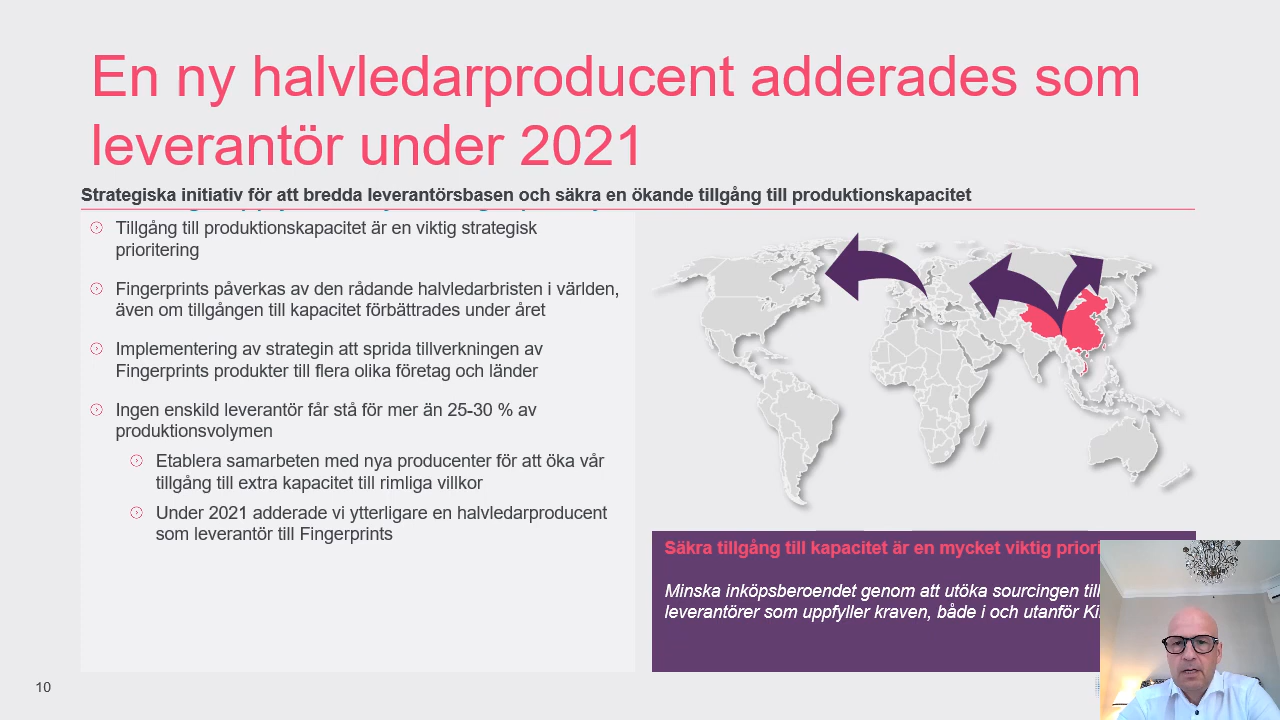 En ny halvledarproducent adderades som
leverantör under 2021
Strategiska initiativ för att bredda leverantörsbasen och säkra en ökande tillgång till produktionskapacitet
Tillgång till produktionskapacitet är en viktig strategisk
prioritering
Fingerprints påverkas av den rådande halvledarbristen i världen,
även om tillgången till kapacitet förbättrades under året
Implementering av strategin att sprida tillverkningen av
Fingerprints produkter till flera olika företag och länder
Ingen enskild leverantör får stå för mer än 25-30 % av
produktionsvolymen
Etablera samarbeten med nya producenter för att öka vår
tillgång till extra kapacitet till rimliga villkor
Under 2021 adderade vi ytterligare en halvledarproducent
som leverantör till Fingerprints
Säkra tillgång till kapacitet är en mycket viktig
Minska inköpsberoendet genom att utöka sourcingen till
leverantörer som uppfyller kraven, både i och utanför
10